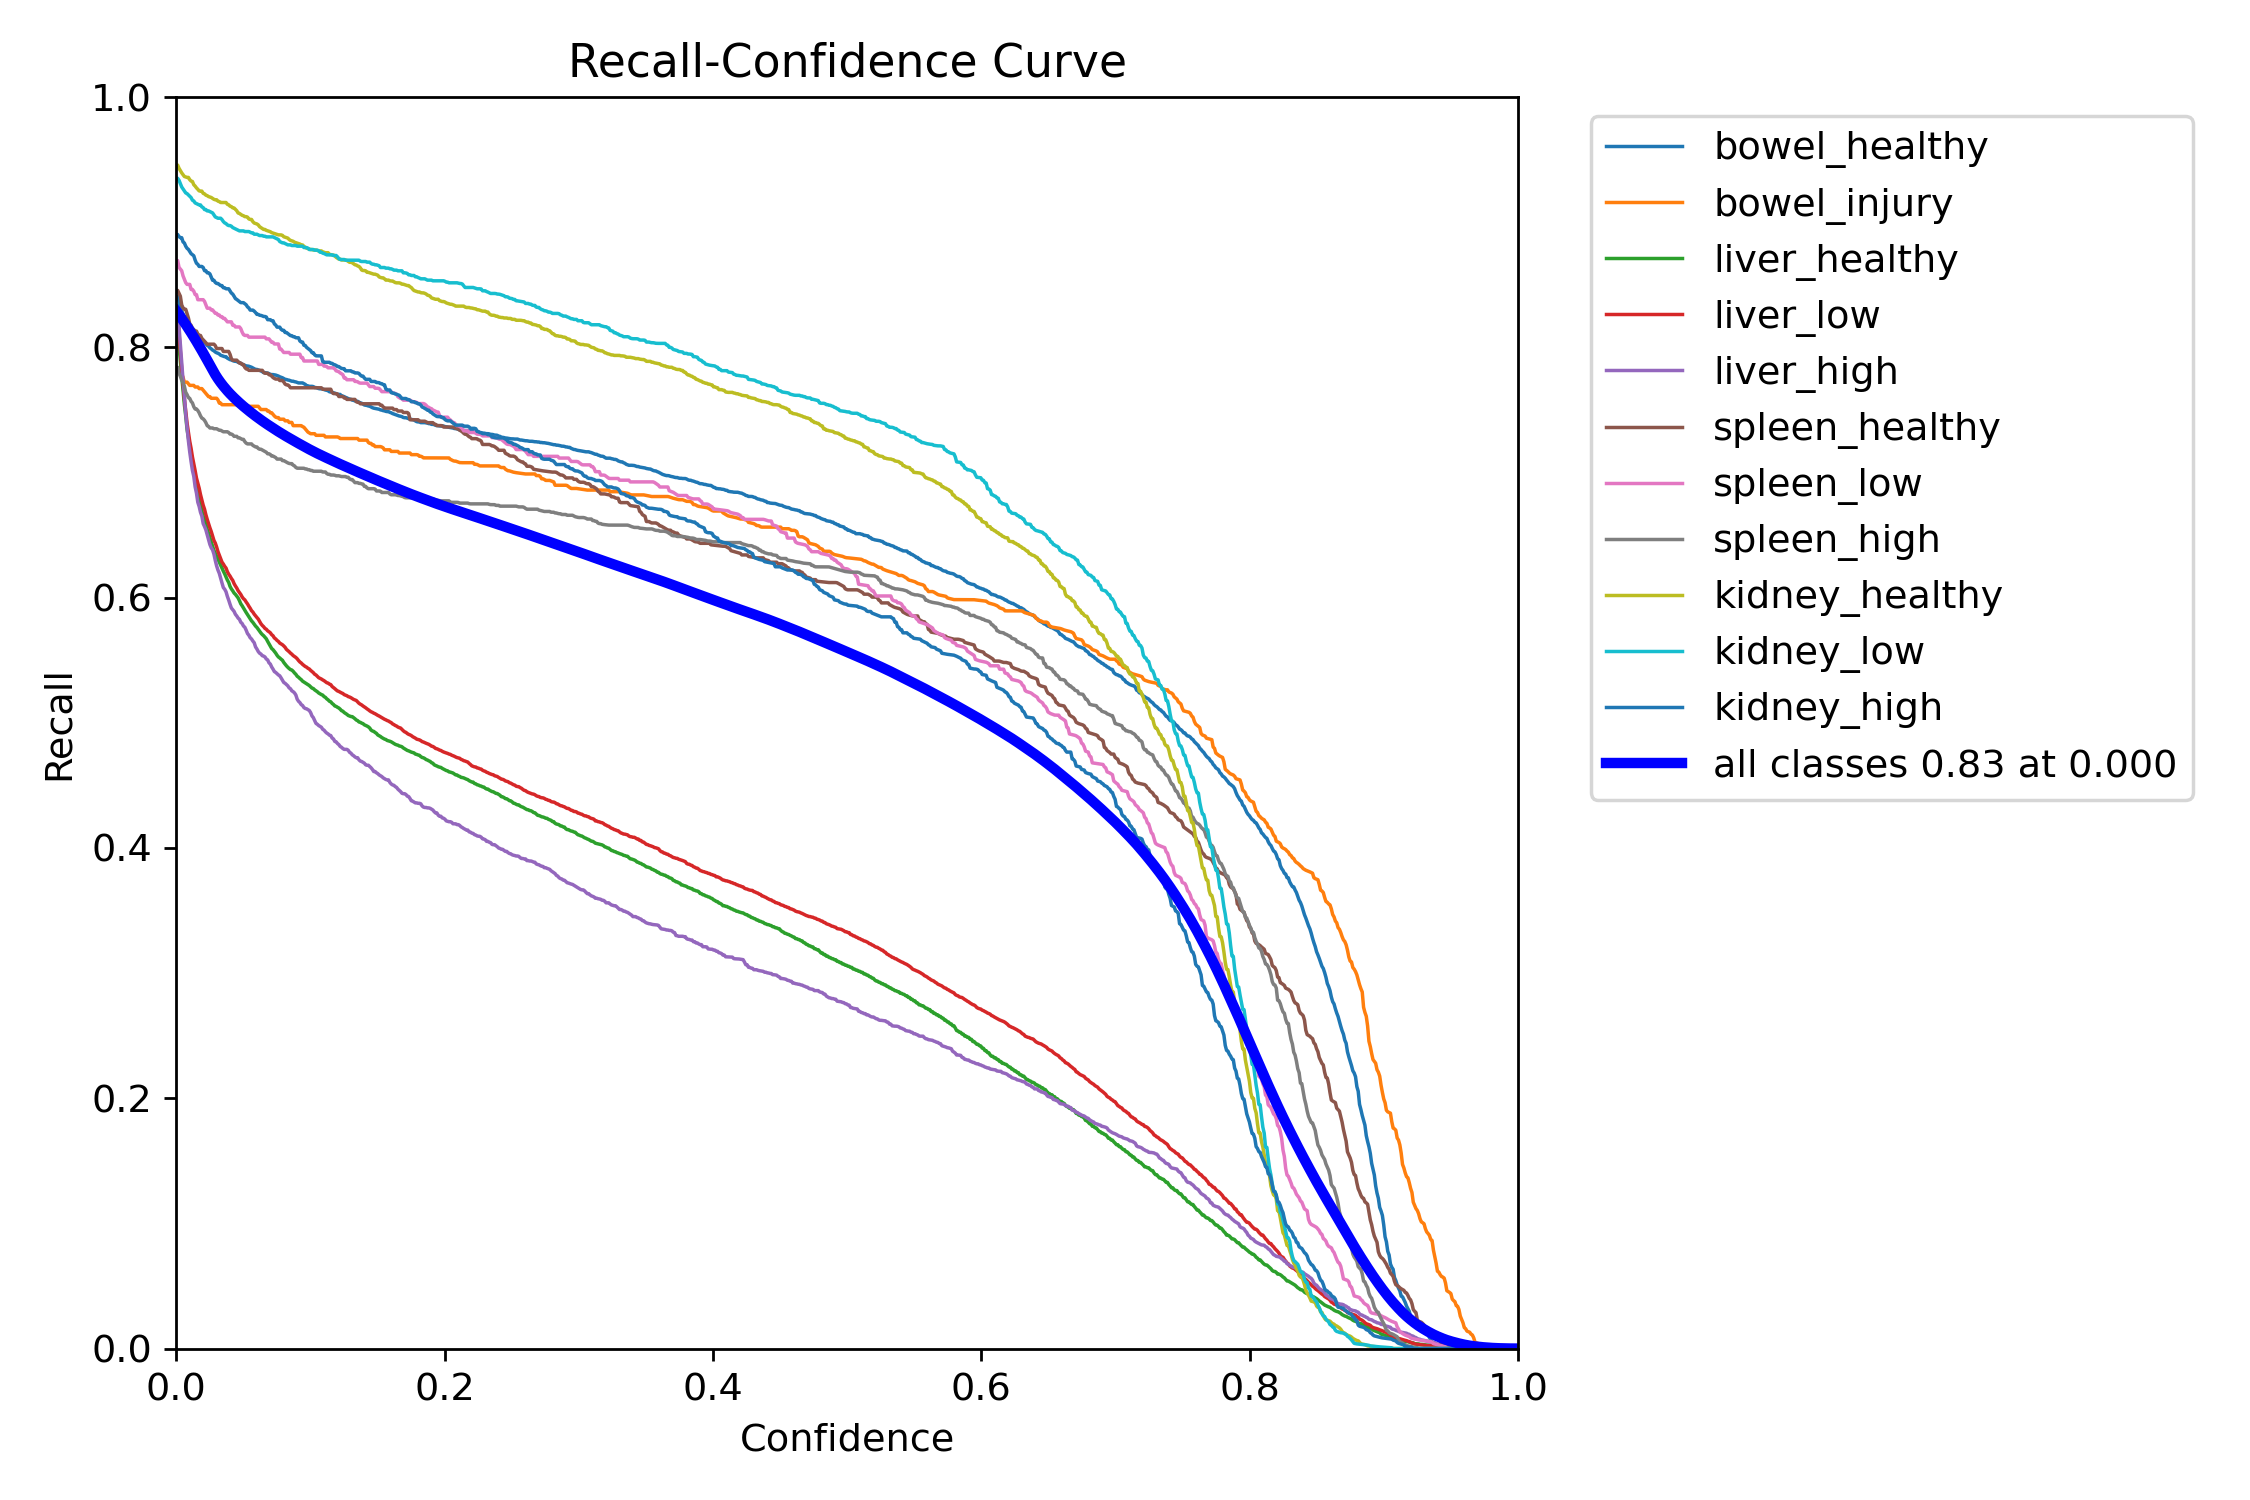 Recall-Confidence Curve
1.0
0.8
0.6
0.4
0.2
0.0
Recall
0.0 0.2 0.4 0.6 0.8 1.0
Confidence
bowel_healthy
bowel_injury
liver_healthy
liver_low
liver_high
spleen_healthy
spleen_low
spleen_high
kidney_healthy
kidney_low
kidney_high
all classes 0.83 at 0.000